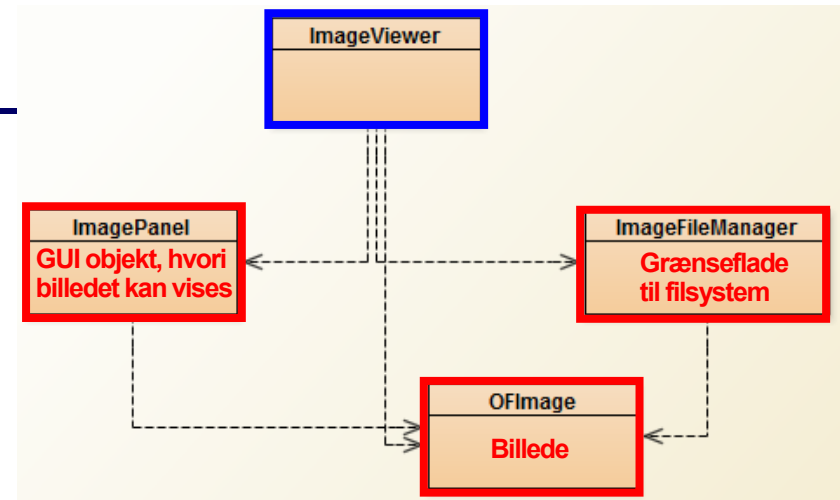 ImageViewer
ImagePanel
GUI objekt, hvori
billedet kan vises
ImageFileManager
Grænseflade
til filsystem
OFImage
Billede